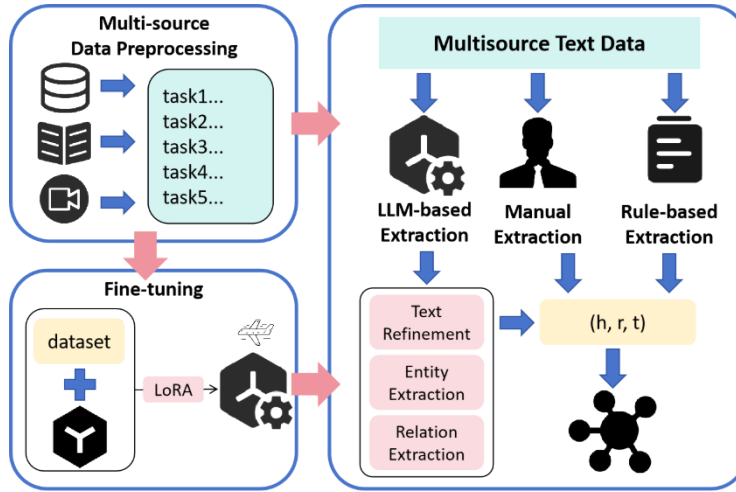 Multi-source
Data Preprocessing
task1...
task2...
task3...
task4...
task5...
Fine-tuning
dataset
LoRA
Multisource Text Data
LLM-based
Extraction
Manual
Extraction
Rule-based
Extraction
Text
Refinement
Entity
Extraction
Relation
Extraction
(h, r, t)